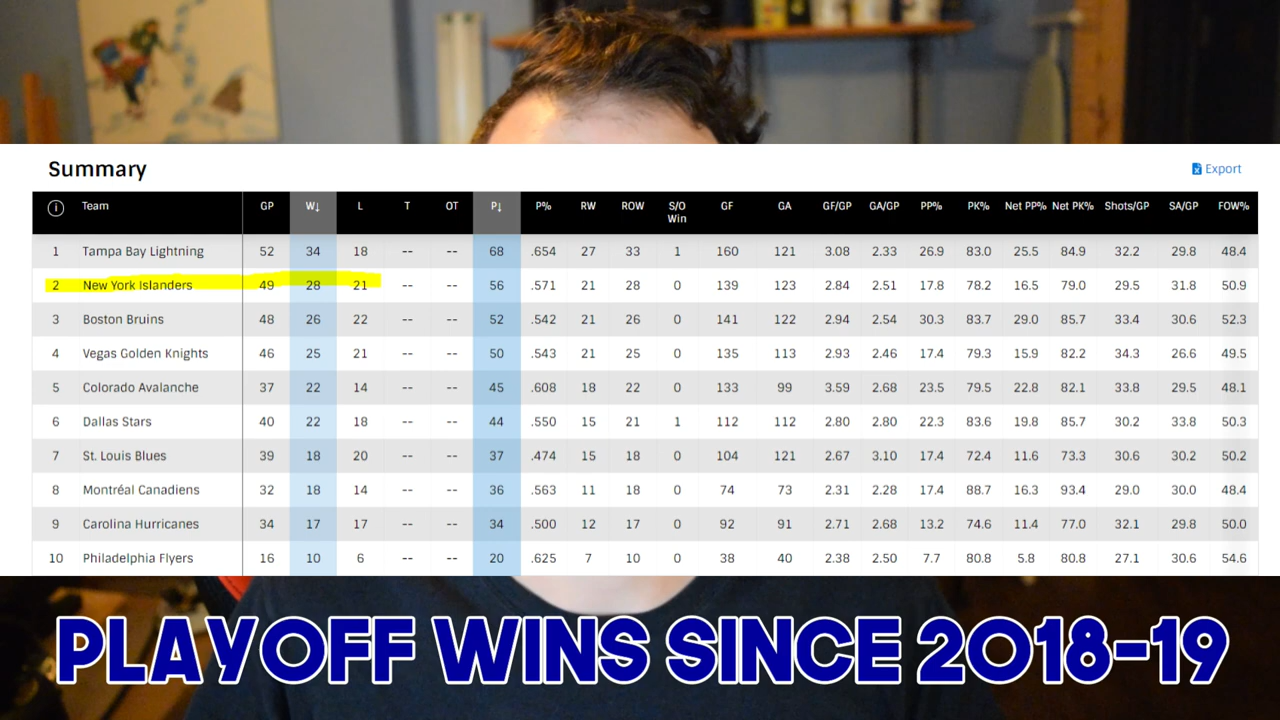 Summary
Export
i Team GP W↓ L T OT P↓ P% RW ROW S/O Win GF GA GF/GP GA/GP PP% PK% Net PP% Net PK% Shots/GP SA/GP FOW%
1 Tampa Bay Lightning 52 34 18 -- -- 68 .654 27 33 1 160 121 3.08 2.33 26.9 83.0 25.5 84.9 32.2 29.8 48.4
2 New York Islanders 49 28 21 -- -- 56 .571 21 28 0 139 123 2.84 2.51 17.8 78.2 16.5 79.0 29.5 31.8 50.9
3 Boston Bruins 48 26 22 -- -- 52 .542 21 26 0 141 122 2.94 2.54 30.3 83.7 29.0 85.7 33.4 30.6 52.3
4 Vegas Golden Knights 46 25 21 -- -- 50 .543 21 25 0 135 113 2.93 2.46 17.4 79.3 15.9 82.2 34.3 26.6 49.5
5 Colorado Avalanche 37 22 14 -- -- 45 .608 18 22 0 133 99 3.59 2.68 23.5 79.5 22.8 82.1 33.8 29.5 48.1
6 Dallas Stars 40 22 18 -- -- 44 .550 15 21 1 112 112 2.80 2.80 22.3 83.6 19.8 85.7 30.2 33.8 50.3
7 St. Louis Blues 39 18 20 -- -- 37 .474 15 18 0 104 121 2.67 3.10 17.4 72.4 11.6 73.3 30.6 30.2 50.2
8 Montréal Canadiens 32 18 14 -- -- 36 .563 11 18 0 74 73 2.31 2.28 17.4 88.7 16.3 93.4 29.0 30.0 48.4
9 Carolina Hurricanes 34 17 17 -- -- 34 .500 12 17 0 92 91 2.71 2.68 13.2 74.6 11.4 77.0 32.1 29.8 50.0
10 Philadelphia Flyers 16 10 6 -- -- 20 .625 7 10 0 38 40 2.38 2.50 7.7 80.8 5.8 80.8 27.1 30.6 54.6
PLAYOFF WINS SINCE 2018-19